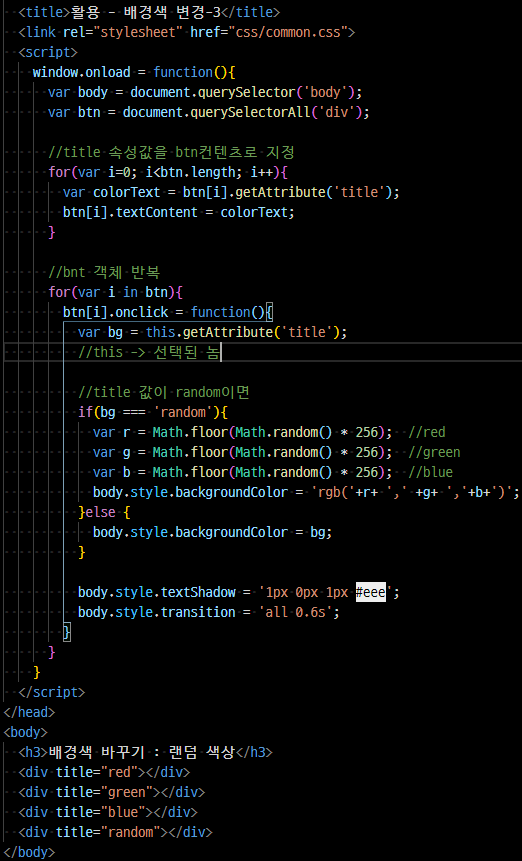 <title>활용 - 배경색 변경-3</title>
<link rel="stylesheet" href="css/common.css">
<script>
window.onload = function(){
var body = document.querySelector('body');
var btn = document.querySelectorAll('div');
//title 속성값을 btn컨텐츠로 지정
for(var i=0; i<btn.length; i++){
var colorText = btn[i].getAttribute('title');
btn[i].textContent = colorText;
}
//bnt 객체 반복
for(var i in btn){
btn[i].onclick = function(){
var bg = this.getAttribute('title');
//this -> 선택된 놈
//title 값이 random이면
if(bg === 'random'){
var r = Math.floor(Math.random() * 256); //red
var g = Math.floor(Math.random() * 256); //green
var b = Math.floor(Math.random() * 256); //blue
body.style.backgroundColor = 'rgb('+r+ ',' +g+ ','+b+')';
}else {
body.style.backgroundColor = bg;
}
body.style.textShadow = '1px 0px 1px #eee';
body.style.transition = 'all 0.6s';
}
}
}
</script>
</head>
<body>
<h3>배경색 바꾸기 : 랜덤 색상</h3>
<div title="red"></div>
<div title="green"></div>
<div title="blue"></div>
<div title="random"></div>
</body>